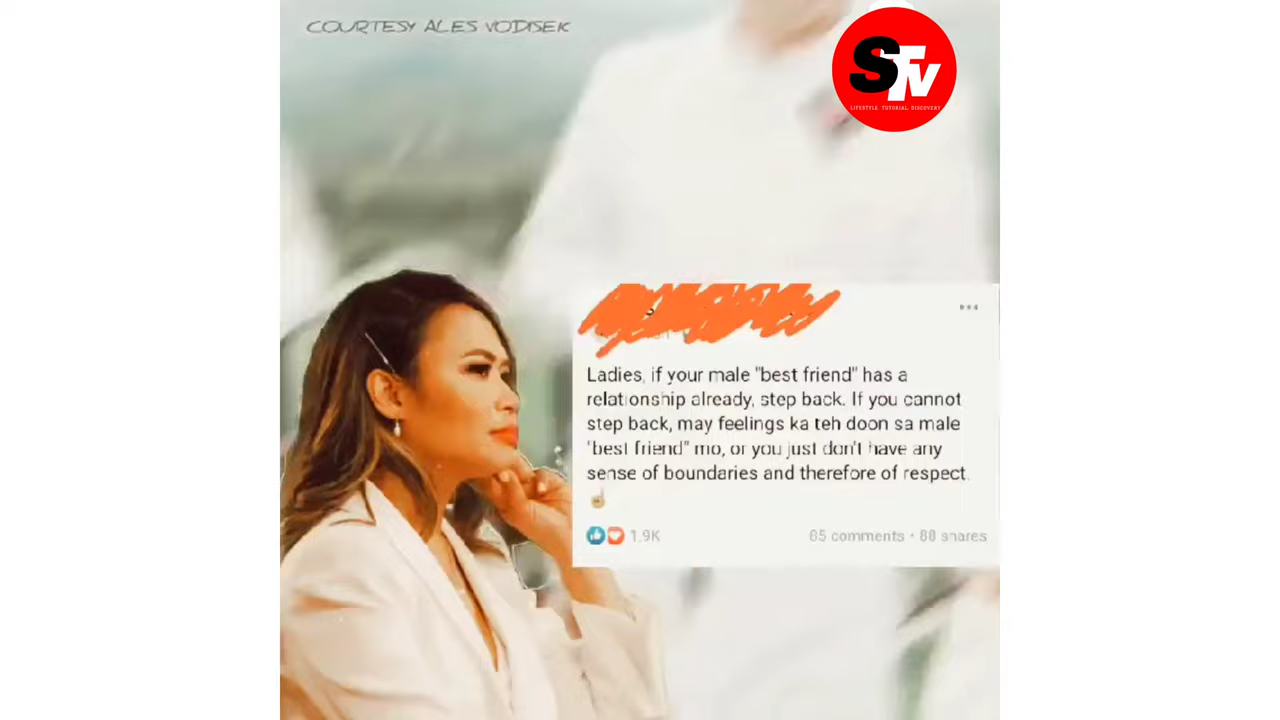 COURTESY ALES VODISEK
STv
LIFESTYLE. TUTORIAL. DISCOVERY
Ladies, if your male "best friend" has a
relationship already, step back. If you cannot
step back, may feelings ka teh doon sa male
"best friend" mo, or you just don't have any
sense of boundaries and therefore of respect.
1.9K
85 comments • 88 shares